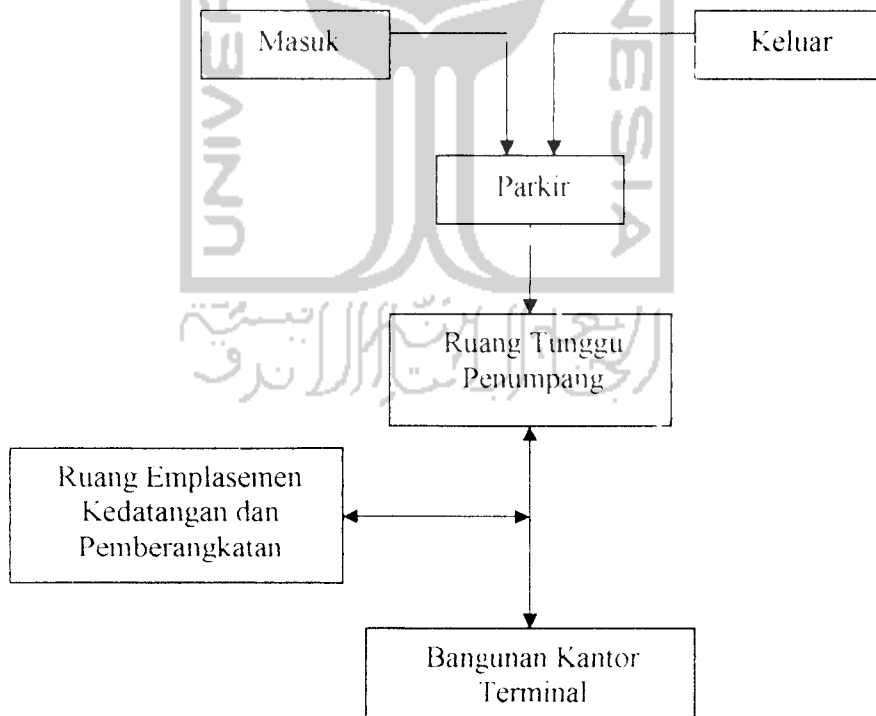 Masuk
Keluar
Parkir
Ruang Tunggu
Penumpang
Ruang Emplasemen
Kedatangan dan
Pemberangkatan
Bangunan Kantor
Terminal